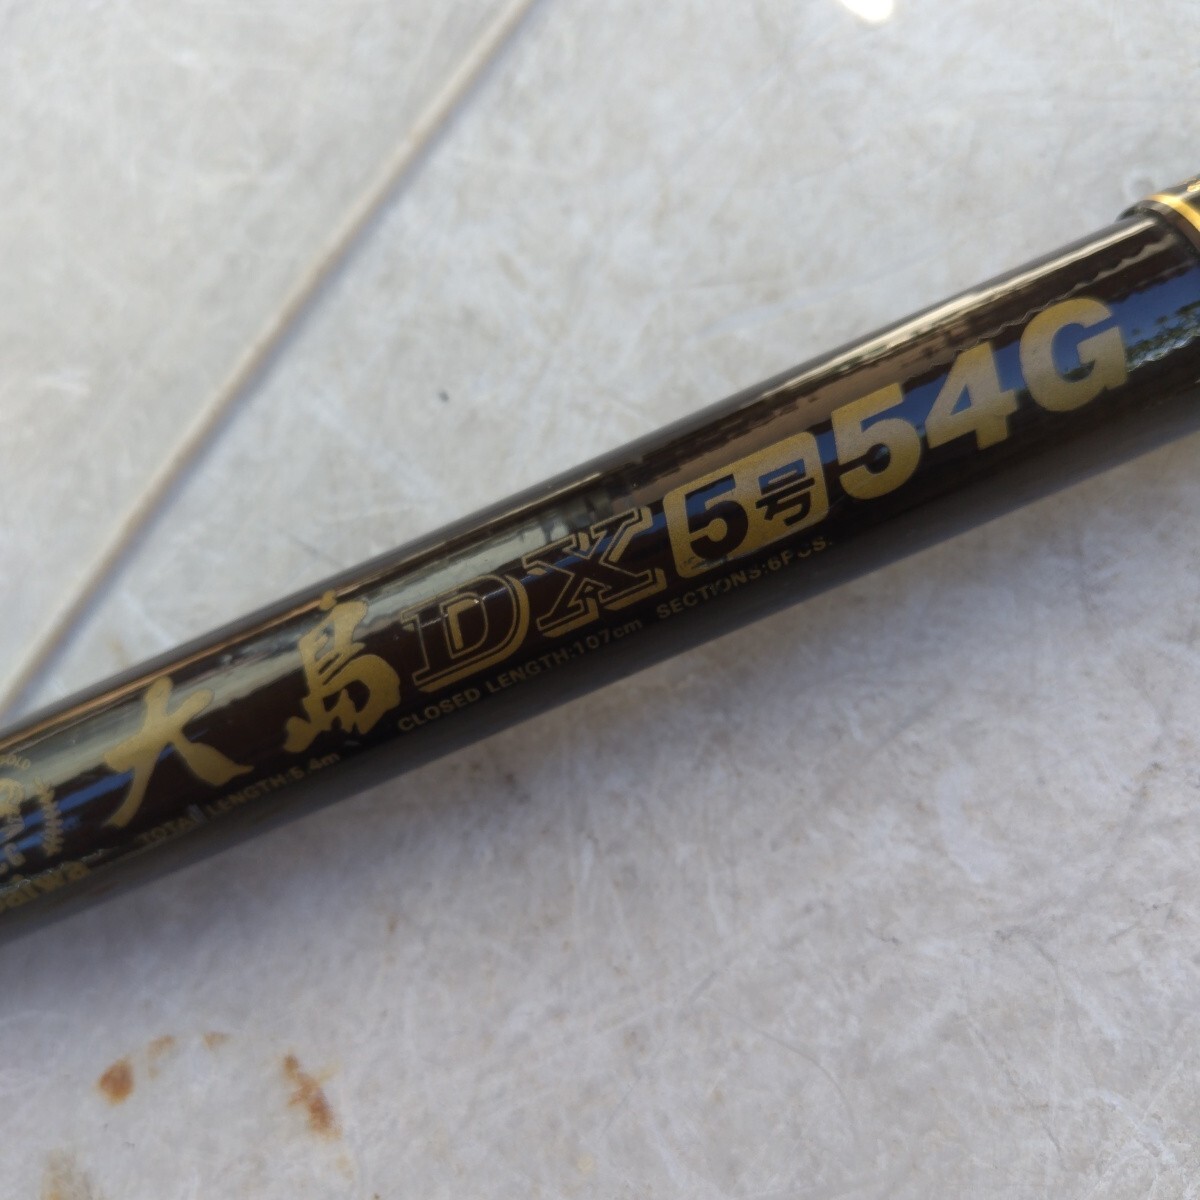 大島 DX 5号 54G
TOTAL LENGTH:5.4m CLOSED LENGTH:107cm SECTIONS:6PCS.